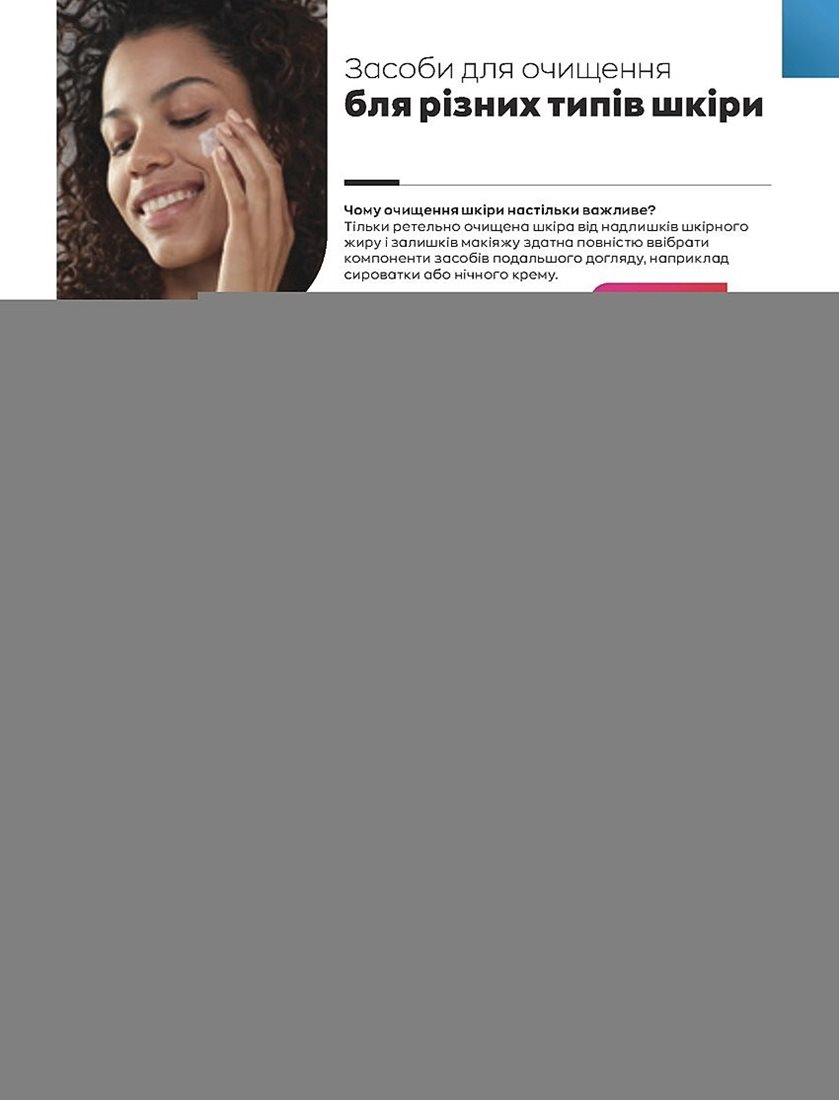 Засоби для очищення
бля різних типів шкіри
Чому очищення шкіри настільки важливе?
Тільки ретельно очищена шкіра від надлишків шкірного
жиру і залишків макіяжу здатна повністю ввібрати
компоненти засобів подальшого догляду, наприклад
сироватки або нічного крему.